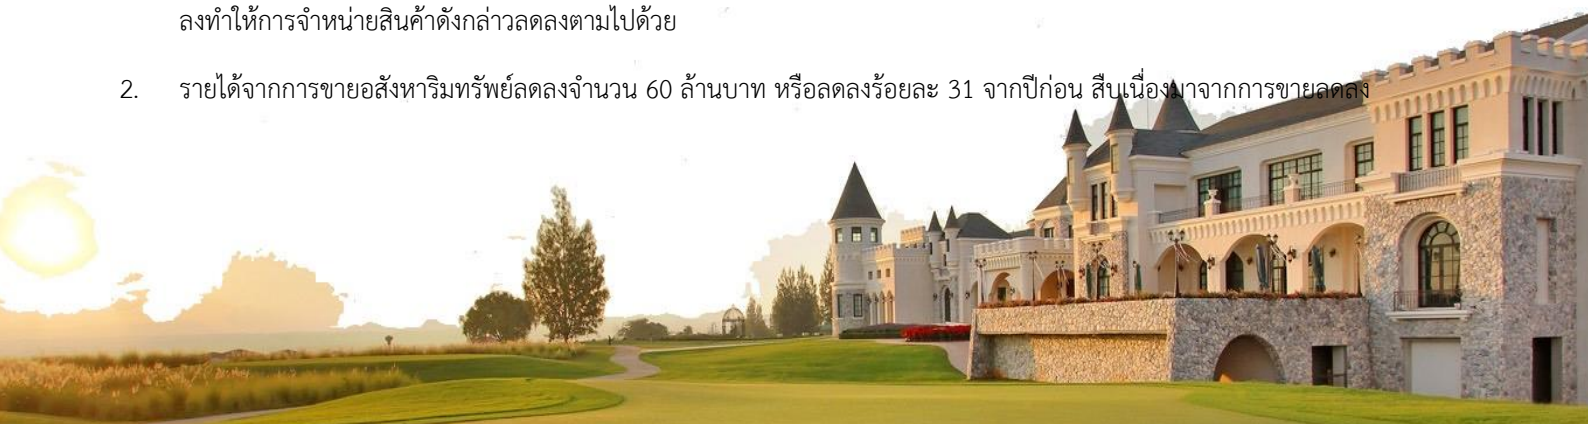 ลงทำให้การจำหน่ายสินค้าดังกล่าวลดลงตามไปด้วย
2. รายได้จากการขายอสังหาริมทรัพย์ลดลงจำนวน 60 ล้านบาท หรือลดลงร้อยละ 31 จากปีก่อน สืบเนื่องมาจากการขายลดลง